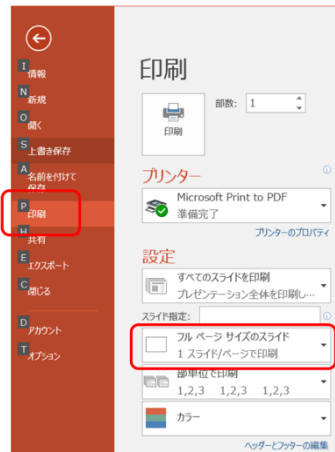 I
情報
N
新規
O
開く
S
上書き保存
A
名前を付けて
保存
P
印刷
H
共有
E
エクスポート
C
閉じる
D
アカウント
T
オプション
印刷
印刷
部数: 1
プリンター
Microsoft Print to PDF
準備完了
プリンターのプロパティ
設定
すべてのスライドを印刷
プレゼンテーション全体を印刷し…
スライド指定:
フル ページ サイズのスライド
1 スライド/ページで印刷
部単位で印刷
1,2,3 1,2,3 1,2,3
カラー
ヘッダーとフッターの編集